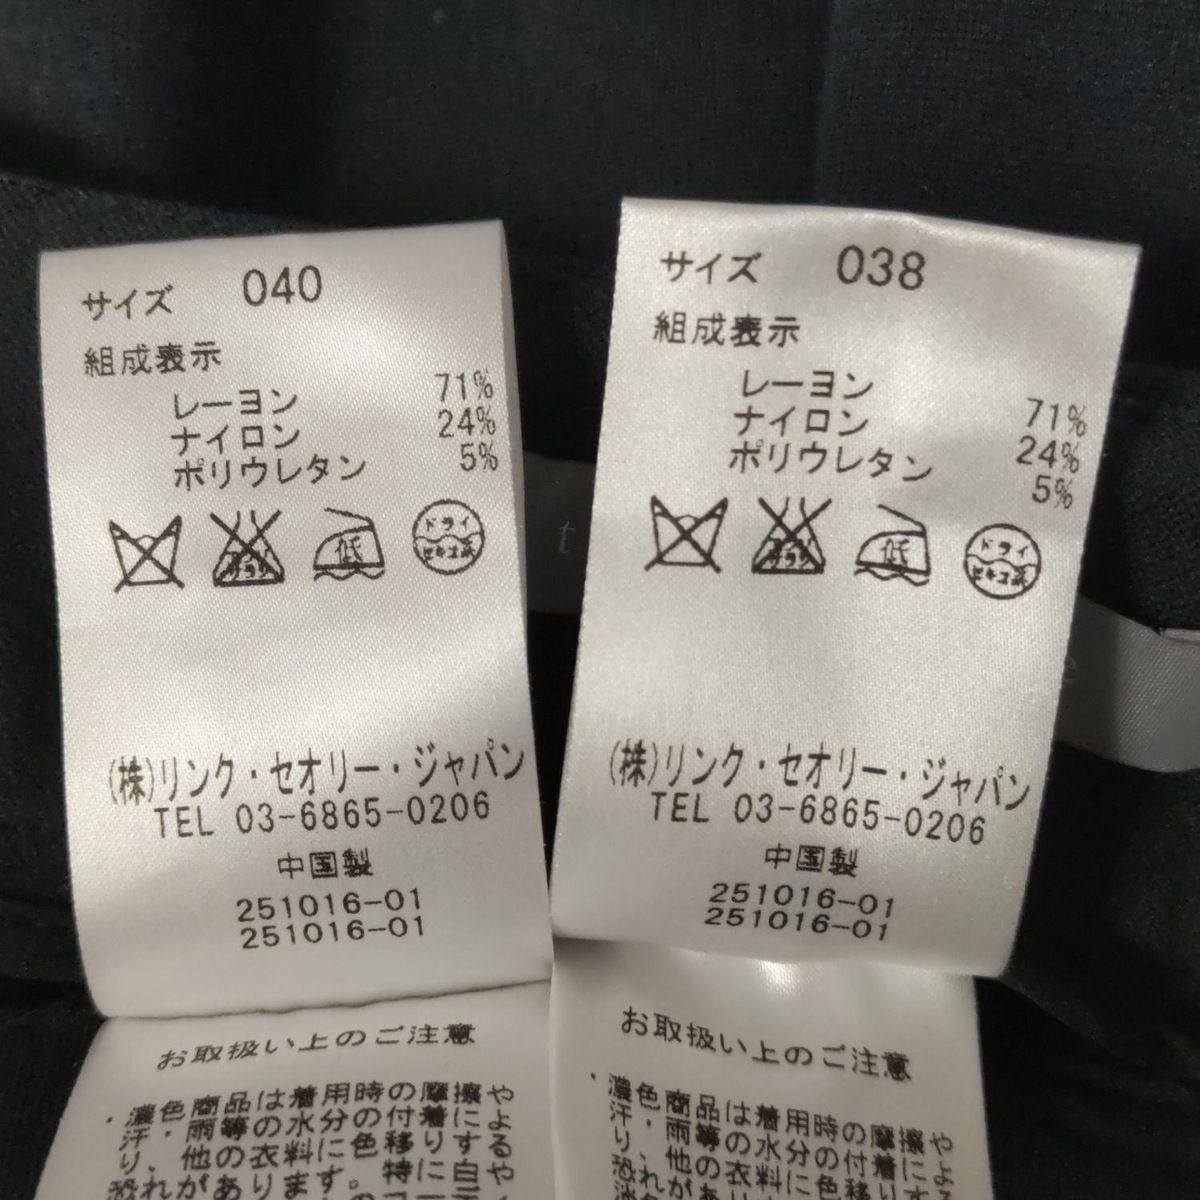 サイズ 040
組成表示
レーヨン 71%
ナイロン 24%
ポリウレタン 5%
低
ドライ
セキユ系
(株)リンク・セオリー・ジャパン
TEL 03-6865-0206
中国製
251016-01
251016-01
お取扱い上のご注意
・濃色商品は着用時の摩擦や
汗・雨等の水分の付着によ
り、他の衣料に色移りする
恐れがあります。特に白
サイズ 038
組成表示
レーヨン 71%
ナイロン 24%
ポリウレタン 5%
低
ドライ
セキユ系
(株)リンク・セオリー・ジャパン
TEL 03-6865-0206
中国製
251016-01
251016-01
お取扱い上のご注意
・濃色商品は着用時の摩擦や
汗・雨等の水分の付着によ
り、他の衣料に色移りす
t
e